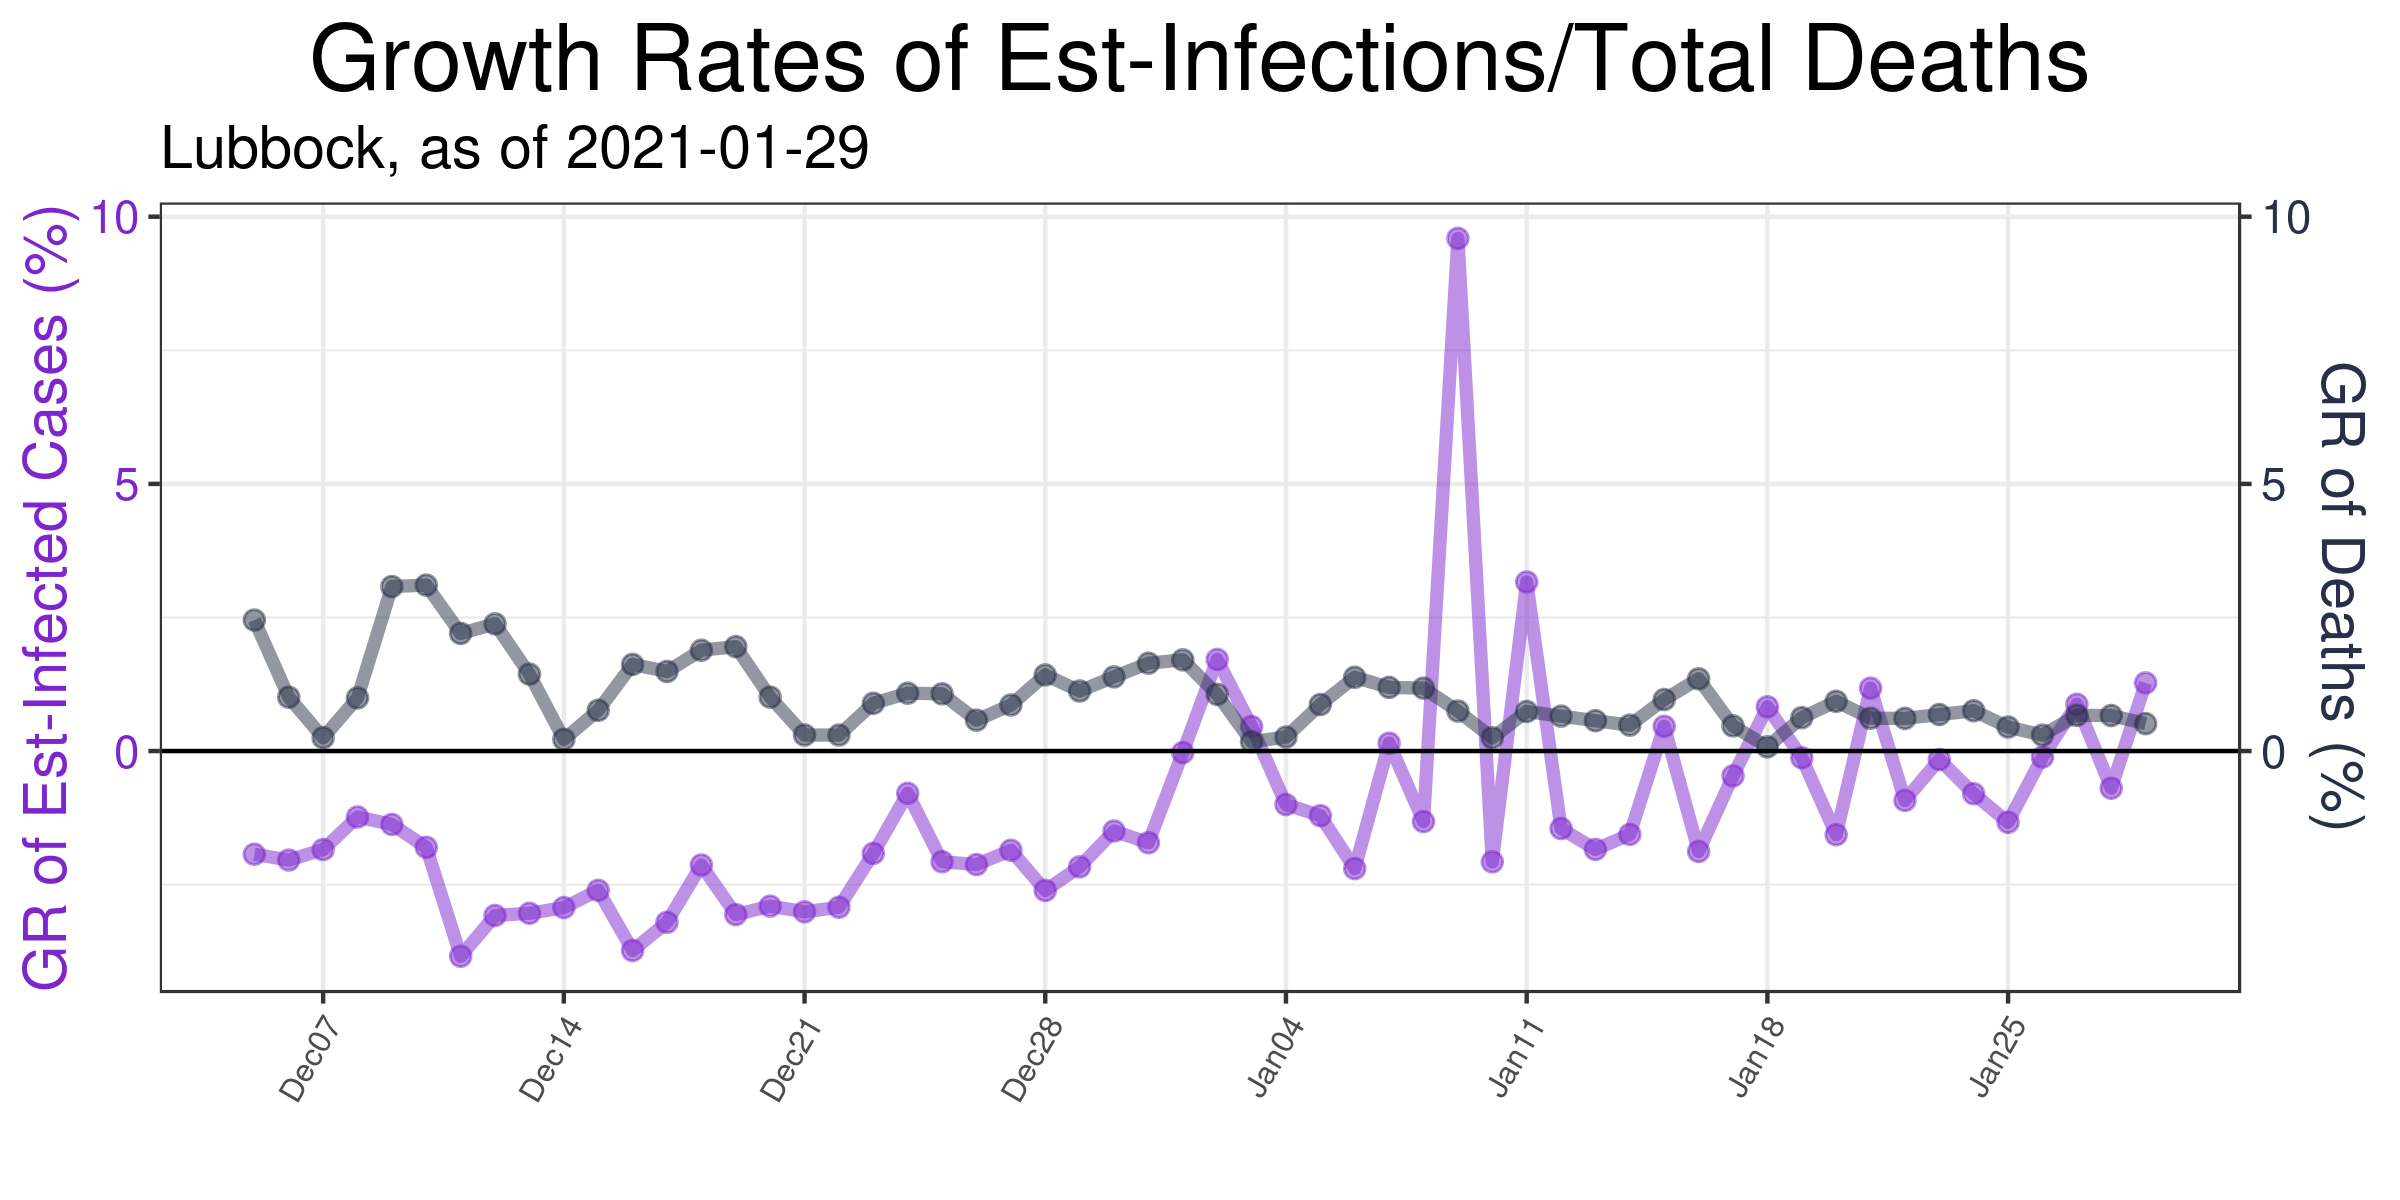 Growth Rates of Est-Infections/Total Deaths
Lubbock, as of 2021-01-29
GR of Est-Infected Cases (%)
10
5
0
10
5
0
GR of Deaths (%)
Dec07
Dec14
Dec21
Dec28
Jan04
Jan11
Jan18
Jan25